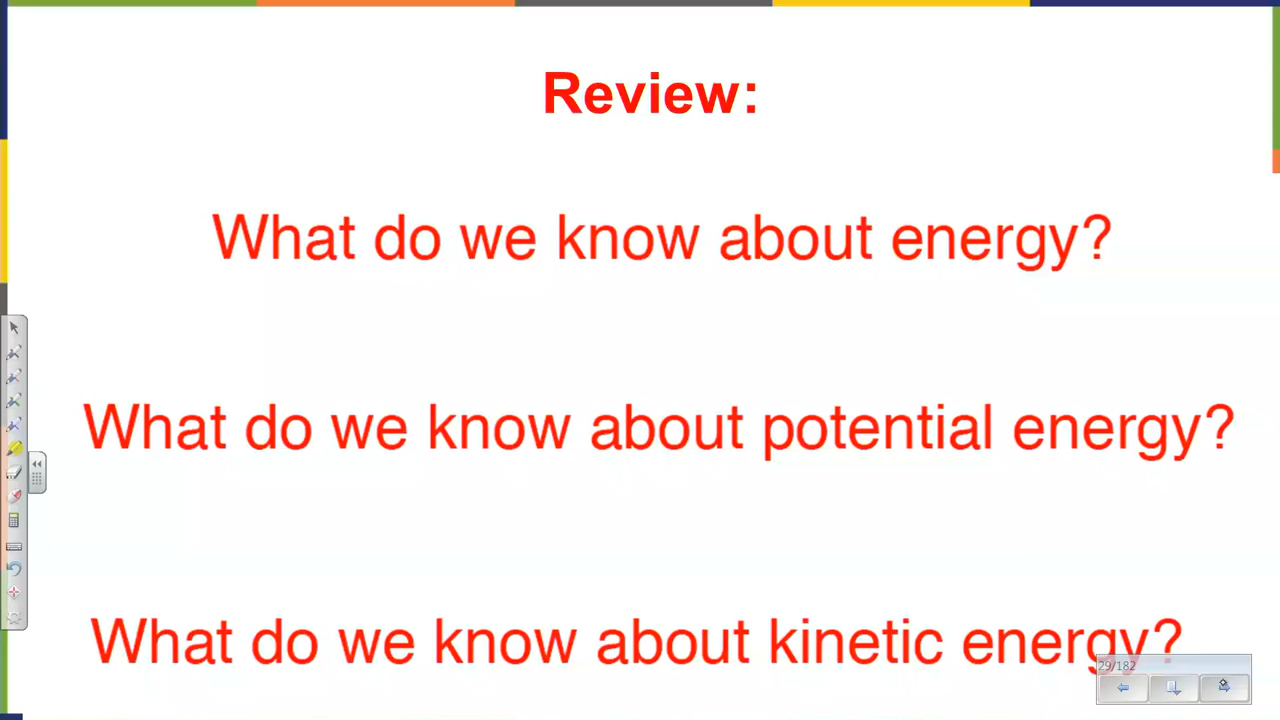 Review:
What do we know about energy?
What do we know about potential energy?
What do we know about kinetic energy?
29/182